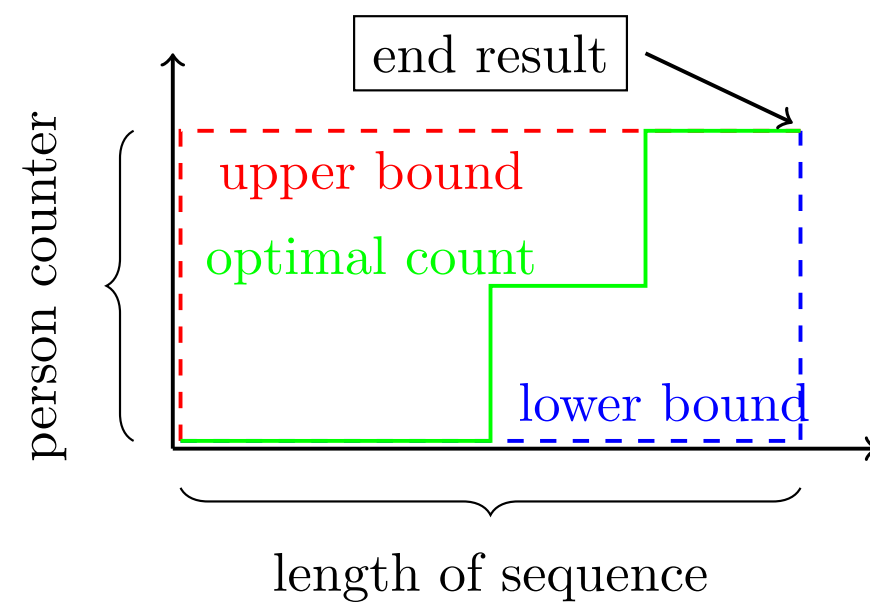 end result
upper bound
optimal count
lower bound
person counter
length of sequence